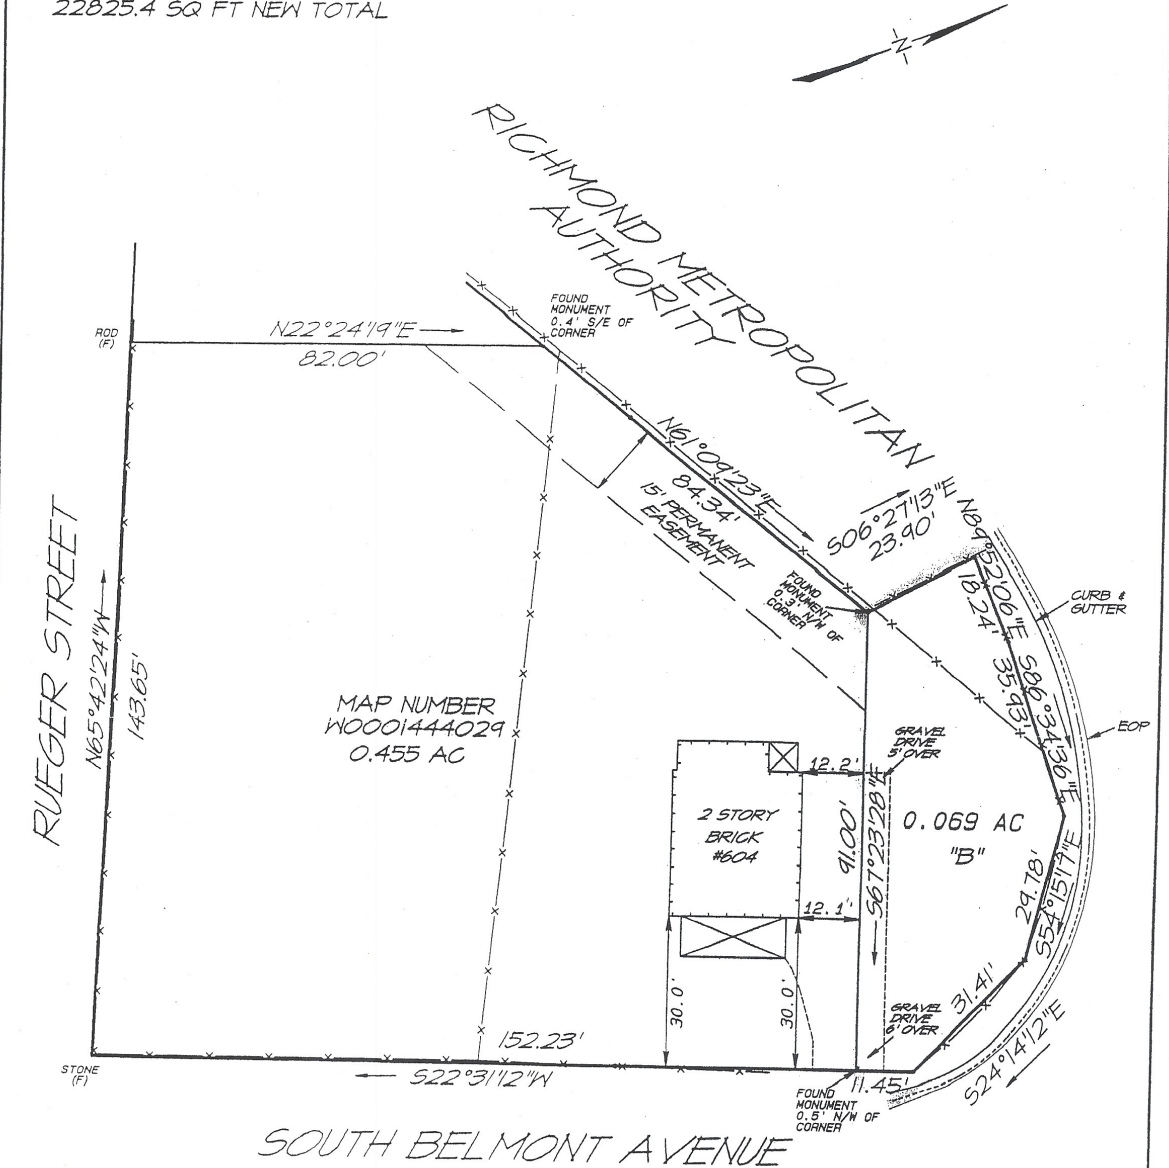 22825.4 SQ FT NEW TOTAL
N
RICHMOND METROPOLITAN
AUTHORITY
ROD
(F)
N22°24'19"E
82.00'
FOUND
MONUMENT
0.4' S/E OF
CORNER
N61°09'23"E
84.34'
15' PERMANENT
EASEMENT
S06°27'13"E
23.90'
N89°52'06"E
18.24'
FOUND
MONUMENT
0.3' N/W OF
CORNER
CURB &
GUTTER
S86°34'36"E
35.93'
EOP
RUEGER STREET
N65°42'24"W
143.65'
MAP NUMBER
W0001444029
0.455 AC
GRAVEL
DRIVE
5' OVER
12.2'
2 STORY
BRICK
#604
91.00'
S67°23'28"E
0.069 AC
"B"
12.1'
29.78'
S54°15'17"E
30.0'
30.0'
31.41'
S24°14'12"E
GRAVEL
DRIVE
6' OVER
152.23'
S22°31'12"W
11.45'
STONE
(F)
FOUND
MONUMENT
0.5' N/W OF
CORNER
SOUTH BELMONT AVENUE